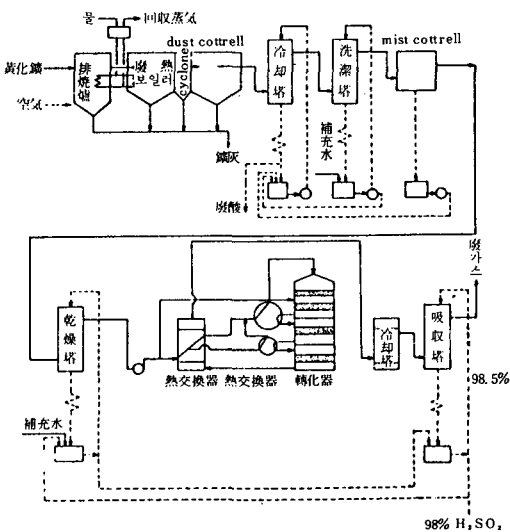 물
回収蒸気
dust cottrell
mist cottrell
黃化鑛
空気
排焼爐
廢熱
보일러
cyclone
鑛灰
冷却塔
洗潔塔
補充水
廢酸
廢가스
乾燥塔
補充水
熱交換器
熱交換器
轉化器
冷却塔
吸収塔
98.5%
98% H₂SO₄